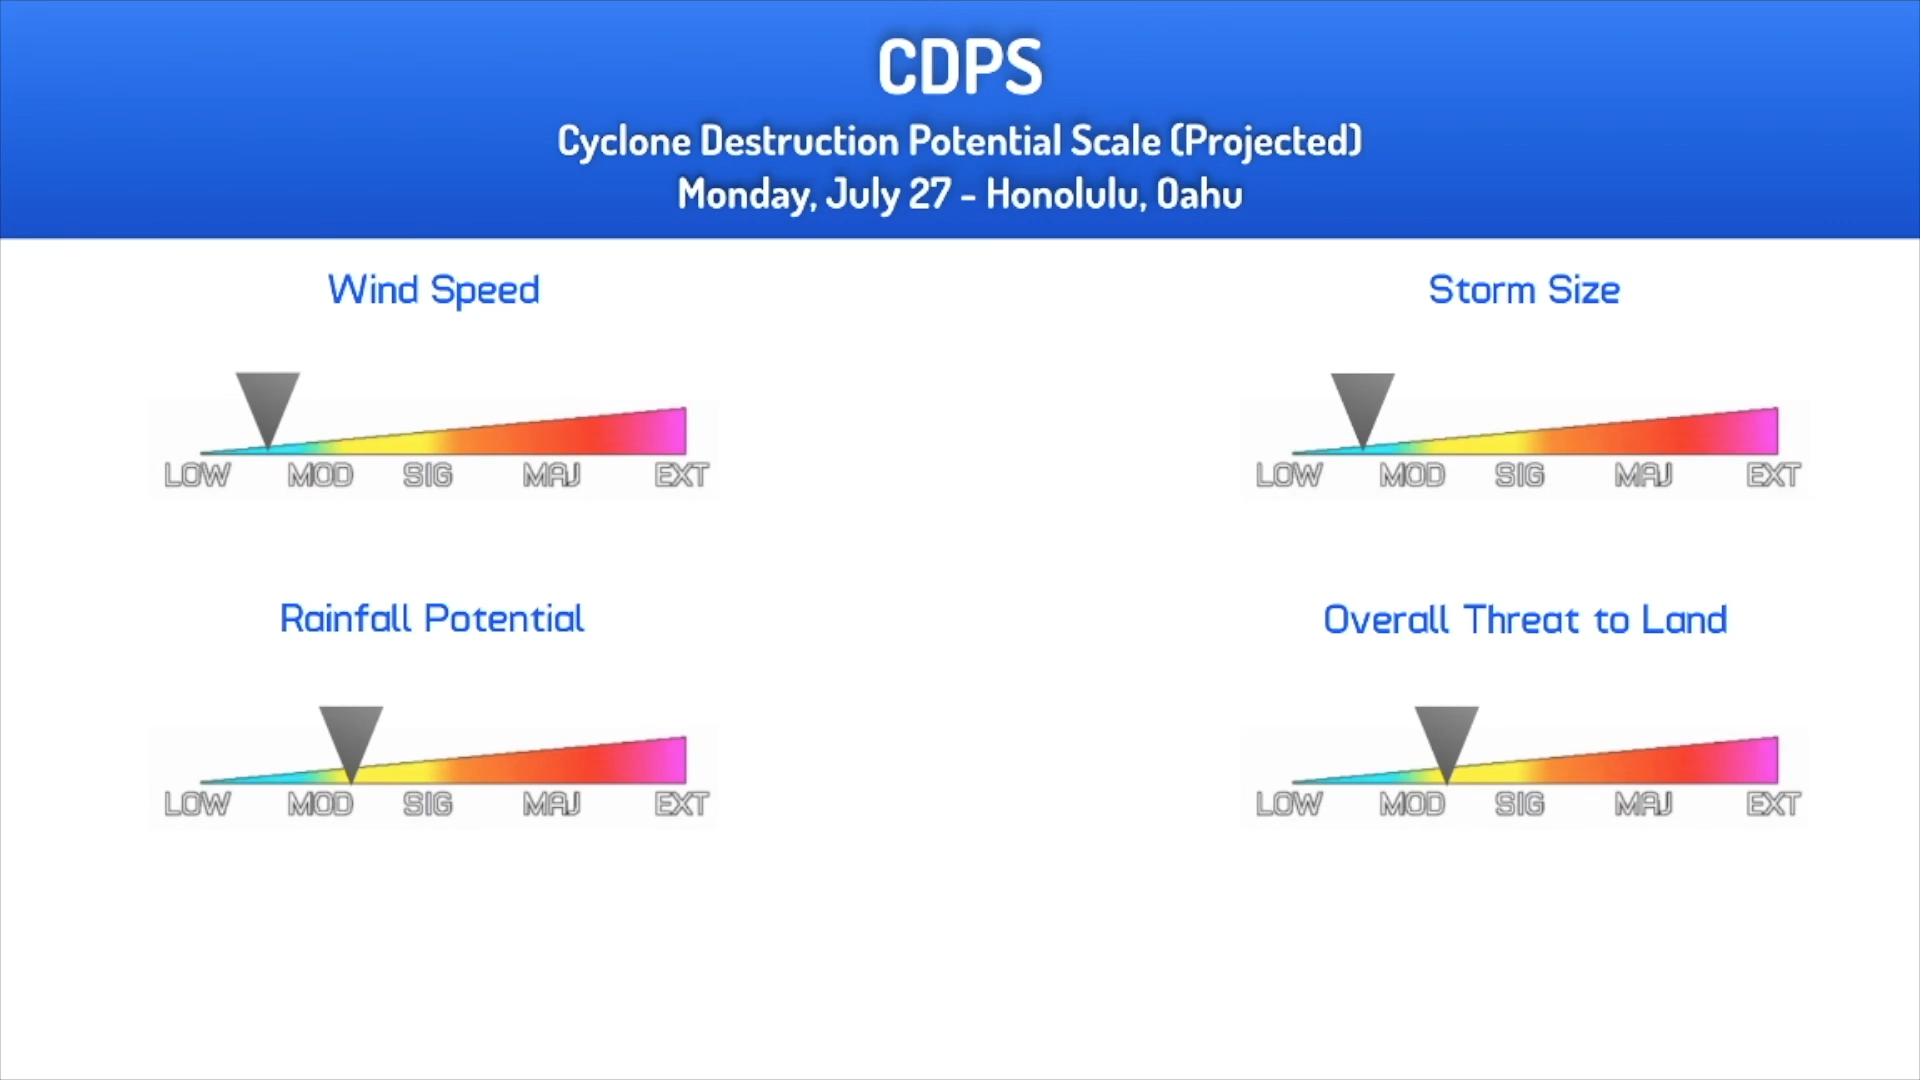 CDPS
Cyclone Destruction Potential Scale (Projected)
Monday, July 27 - Honolulu, Oahu
Wind Speed
LOW MOD SIG MAJ EXT
Storm Size
LOW MOD SIG MAJ EXT
Rainfall Potential
LOW MOD SIG MAJ EXT
Overall Threat to Land
LOW MOD SIG MAJ EXT